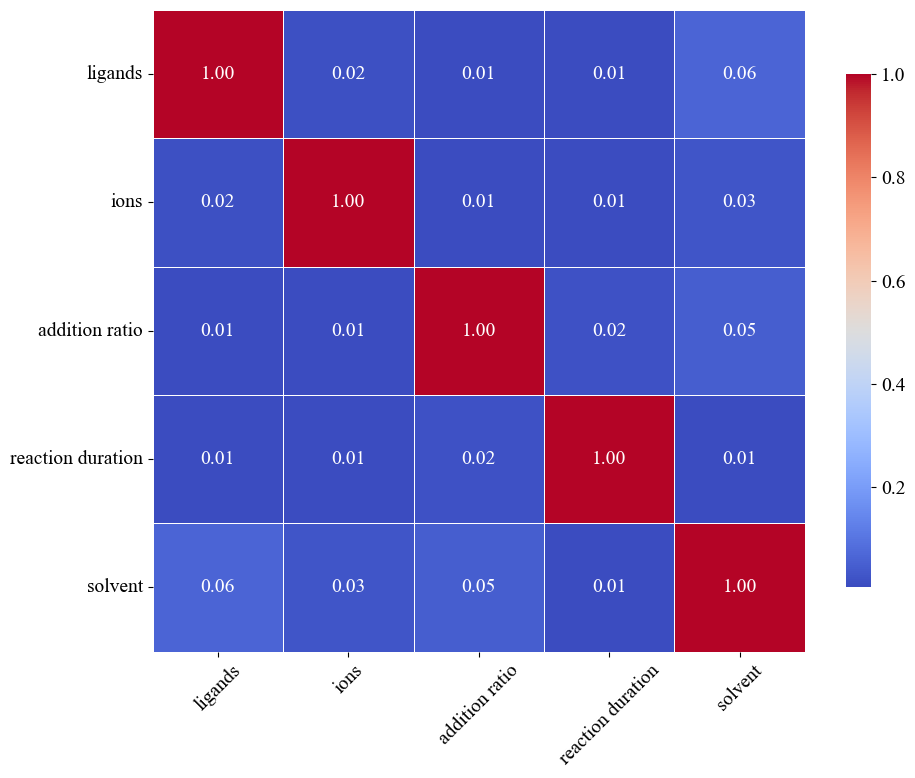 ligands 1.00 0.02 0.01 0.01 0.06
ions 0.02 1.00 0.01 0.01 0.03
addition ratio 0.01 0.01 1.00 0.02 0.05
reaction duration 0.01 0.01 0.02 1.00 0.01
solvent 0.06 0.03 0.05 0.01 1.00
ligands ions addition ratio reaction duration solvent
1.0
0.8
0.6
0.4
0.2